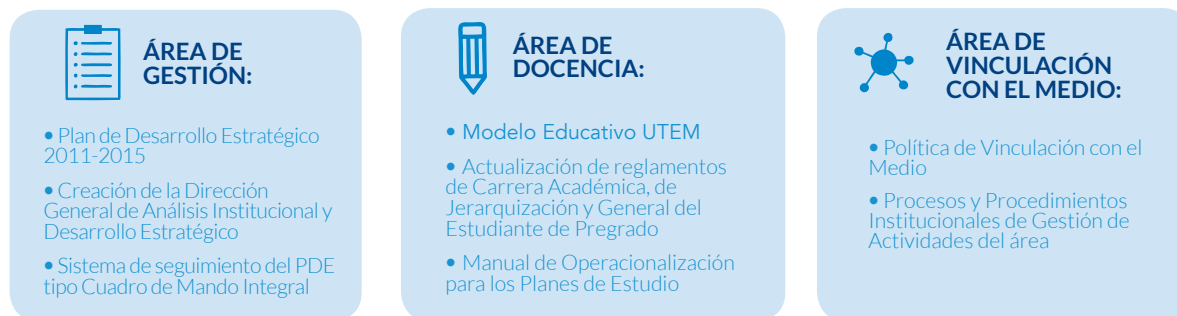 ÁREA DE
GESTIÓN:
• Plan de Desarrollo Estratégico
2011-2015
• Creación de la Dirección
General de Análisis Institucional y
Desarrollo Estratégico
• Sistema de seguimiento del PDE
tipo Cuadro de Mando Integral
ÁREA DE
DOCENCIA:
• Modelo Educativo UTEM
• Actualización de reglamentos
de Carrera Académica, de
Jerarquización y General del
Estudiante de Pregrado
• Manual de Operacionalización
para los Planes de Estudio
ÁREA DE
VINCULACIÓN
CON EL MEDIO:
• Política de Vinculación con el
Medio
• Procesos y Procedimientos
Institucionales de Gestión de
Actividades del área